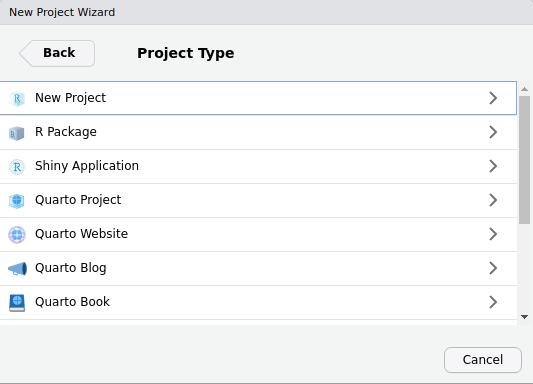 New Project Wizard
Back
Project Type
New Project
R Package
Shiny Application
Quarto Project
Quarto Website
Quarto Blog
Quarto Book
Cancel